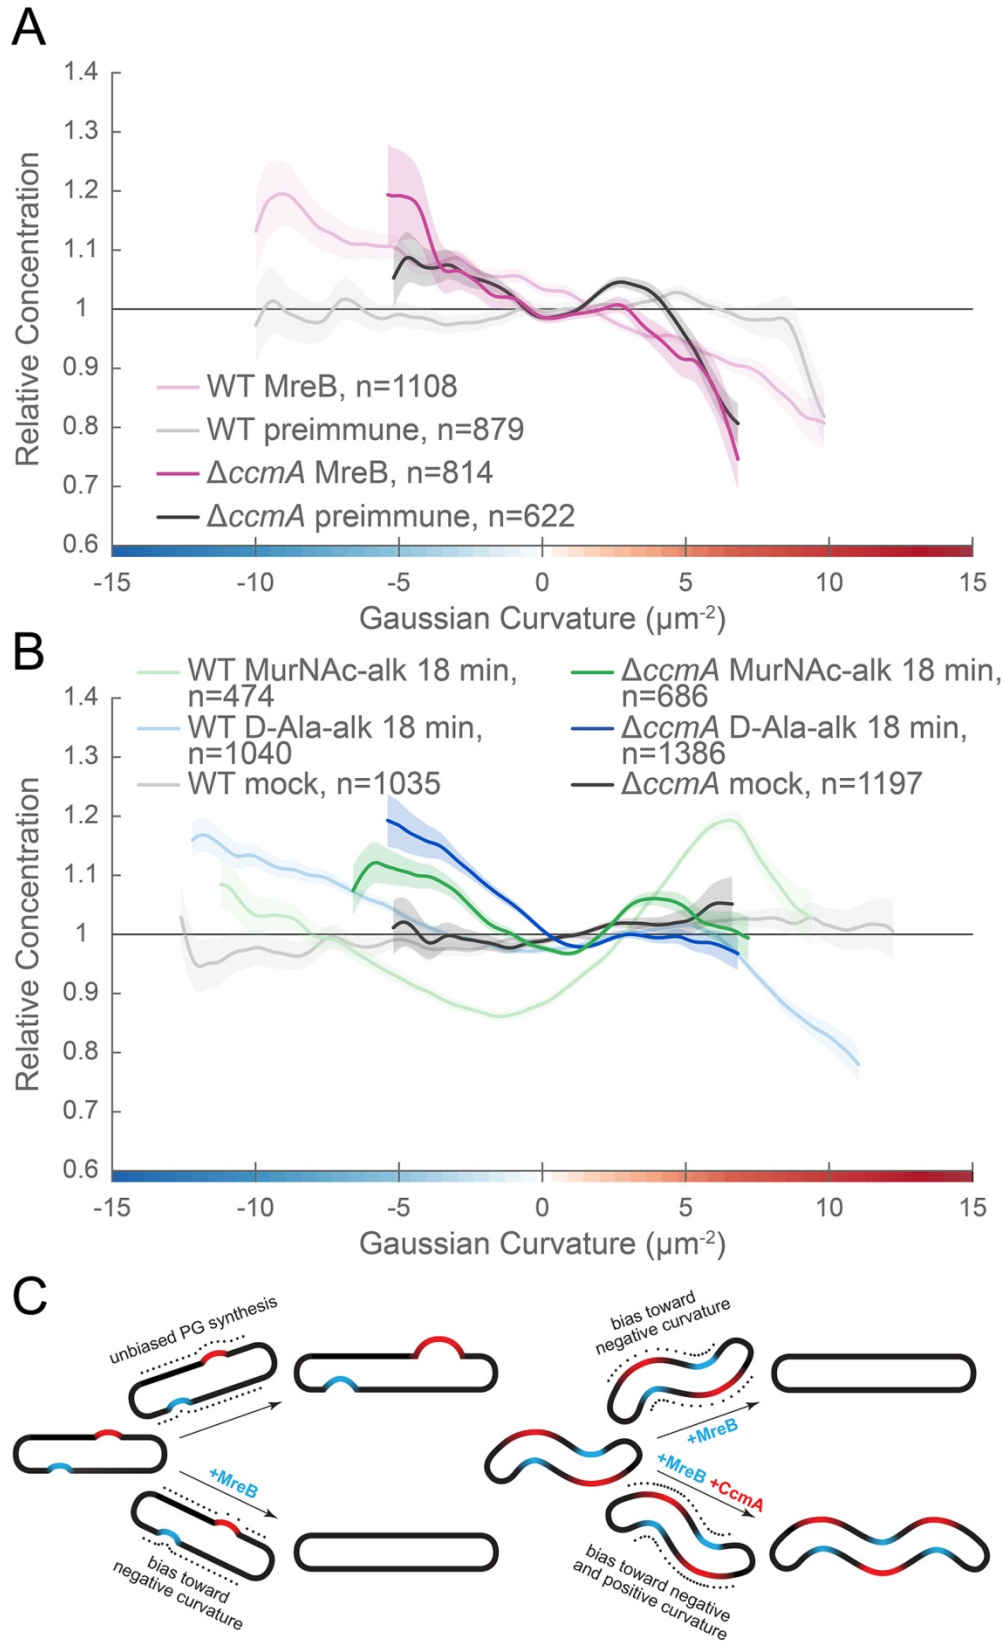 A
1.4
1.3
1.2
1.1
1
0.9
0.8
0.7
0.6
Relative Concentration
WT MreB, n=1108
WT preimmune, n=879
ΔccmA MreB, n=814
ΔccmA preimmune, n=622
-15 -10 -5 0 5 10 15
Gaussian Curvature (µm⁻²)
B
WT MurNAc-alk 18 min,
n=474
WT D-Ala-alk 18 min,
n=1040
WT mock, n=1035
ΔccmA MurNAc-alk 18 min,
n=686
ΔccmA D-Ala-alk 18 min,
n=1386
ΔccmA mock, n=1197
1.4
1.3
1.2
1.1
1
0.9
0.8
0.7
0.6
Relative Concentration
-15 -10 -5 0 5 10 15
Gaussian Curvature (µm⁻²)
C
unbiased PG synthesis
+MreB
bias toward
negative curvature
bias toward
negative curvature
+MreB
+MreB +CcmA
bias toward negative
and positive curvature